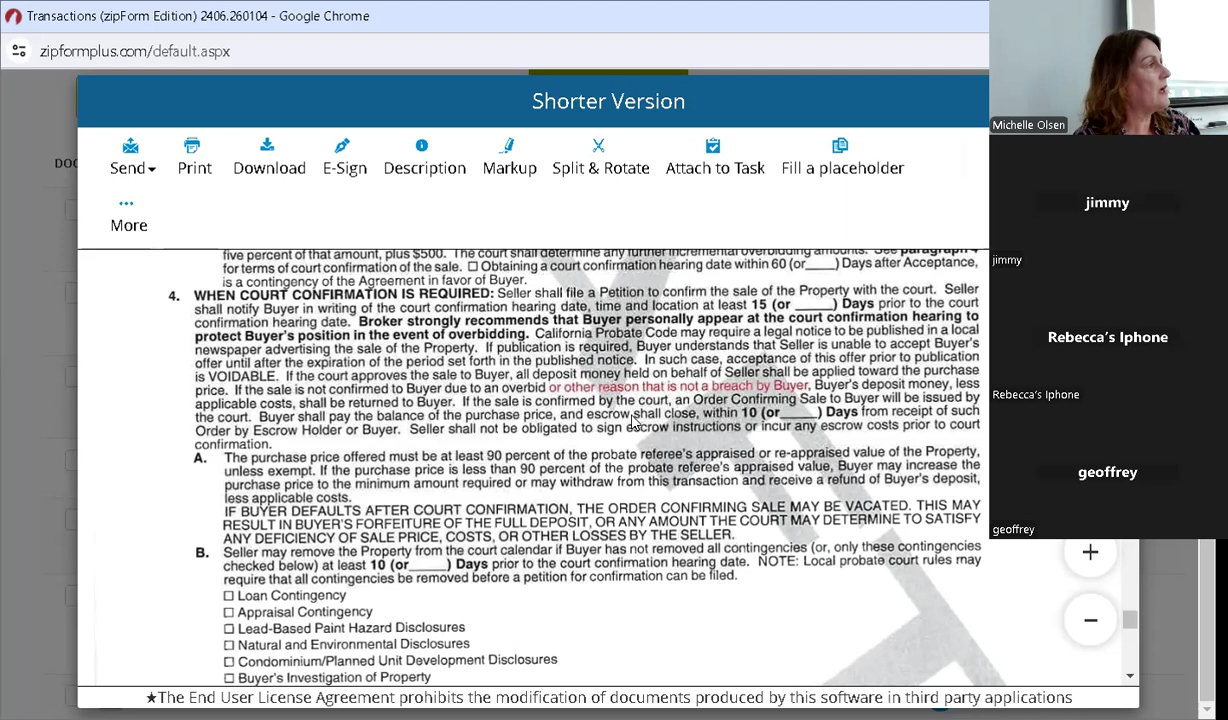 Transactions (zipForm Edition) 2406.260104 - Google Chrome
zipformplus.com/default.aspx
Shorter Version
Send
Print
Download
E-Sign
Description
Markup
Split & Rotate
Attach to Task
Fill a placeholder
More
five percent of that amount, plus $500. The court shall determine any further incremental overbidding amounts. See paragraph 4
for terms of court confirmation of the sale. ☐ Obtaining a court confirmation hearing date within 60 (or____) Days after Acceptance,
is a contingency of the Agreement in favor of Buyer.
4. WHEN COURT CONFIRMATION IS REQUIRED: Seller shall file a Petition to confirm the sale of the Property with the court. Seller
shall notify Buyer in writing of the court confirmation hearing date, time and location at least 15 (or _____) Days prior to the court
confirmation hearing date. Broker strongly recommends that Buyer personally appear at the court confirmation hearing to
protect Buyer's position in the event of overbidding. California Probate Code may require a legal notice to be published in a local
newspaper advertising the sale of the Property. If publication is required, Buyer understands that Seller is unable to accept Buyer's
offer until after the expiration of the period set forth in the published notice. In such case, acceptance of this offer prior to publication
is VOIDABLE. If the court approves the sale to Buyer, all deposit money held on behalf of Seller shall be applied toward the purchase
price. If the sale is not confirmed to Buyer due to an overbid or other reason that is not a breach by Buyer, Buyer's deposit money, less
applicable costs, shall be returned to Buyer. If the sale is confirmed by the court, an Order Confirming Sale to Buyer will be issued by
the court. Buyer shall pay the balance of the purchase price, and escrow shall close, within 10 (or_____) Days from receipt of such
Order by Escrow Holder or Buyer. Seller shall not be obligated to sign escrow instructions or incur any escrow costs prior to court
confirmation.
A. The purchase price offered must be at least 90 percent of the probate referee's appraised or re-appraised value of the Property,
unless exempt. If the purchase price is less than 90 percent of the probate referee's appraised value, Buyer may increase the
purchase price to the minimum amount required or may withdraw from this transaction and receive a refund of Buyer's deposit,
less applicable costs.
IF BUYER DEFAULTS AFTER COURT CONFIRMATION, THE ORDER CONFIRMING SALE MAY BE VACATED. THIS MAY
RESULT IN BUYER'S FORFEITURE OF THE FULL DEPOSIT, OR ANY AMOUNT THE COURT MAY DETERMINE TO SATISFY
ANY DEFICIENCY OF SALE PRICE, COSTS, OR OTHER LOSSES BY THE SELLER.
B. Seller may remove the Property from the court calendar if Buyer has not removed all contingencies (or, only these contingencies
checked below) at least 10 (or_____) Days prior to the court confirmation hearing date. NOTE: Local probate court rules may
require that all contingencies be removed before a petition for confirmation can be filed.
☐ Loan Contingency
☐ Appraisal Contingency
☐ Lead-Based Paint Hazard Disclosures
☐ Natural and Environmental Disclosures
☐ Condominium/Planned Unit Development Disclosures
☐ Buyer's Investigation of Property
★The End User License Agreement prohibits the modification of documents produced by this software in third party applications
Michelle Olsen
jimmy
jimmy
Rebecca's Iphone
Rebecca's Iphone
geoffrey
geoffrey